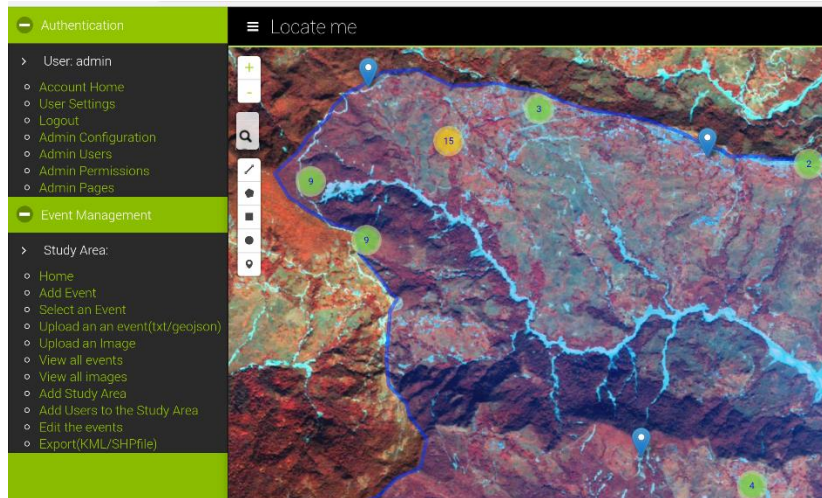 Authentication
User: admin
Account Home
User Settings
Logout
Admin Configuration
Admin Users
Admin Permissions
Admin Pages
Event Management
Study Area:
Home
Add Event
Select an Event
Upload an an event(txt/geojson)
Upload an Image
View all events
View all images
Add Study Area
Add Users to the Study Area
Edit the events
Export(KML/SHPfile)
Locate me
+
-
3
15
2
9
9
4